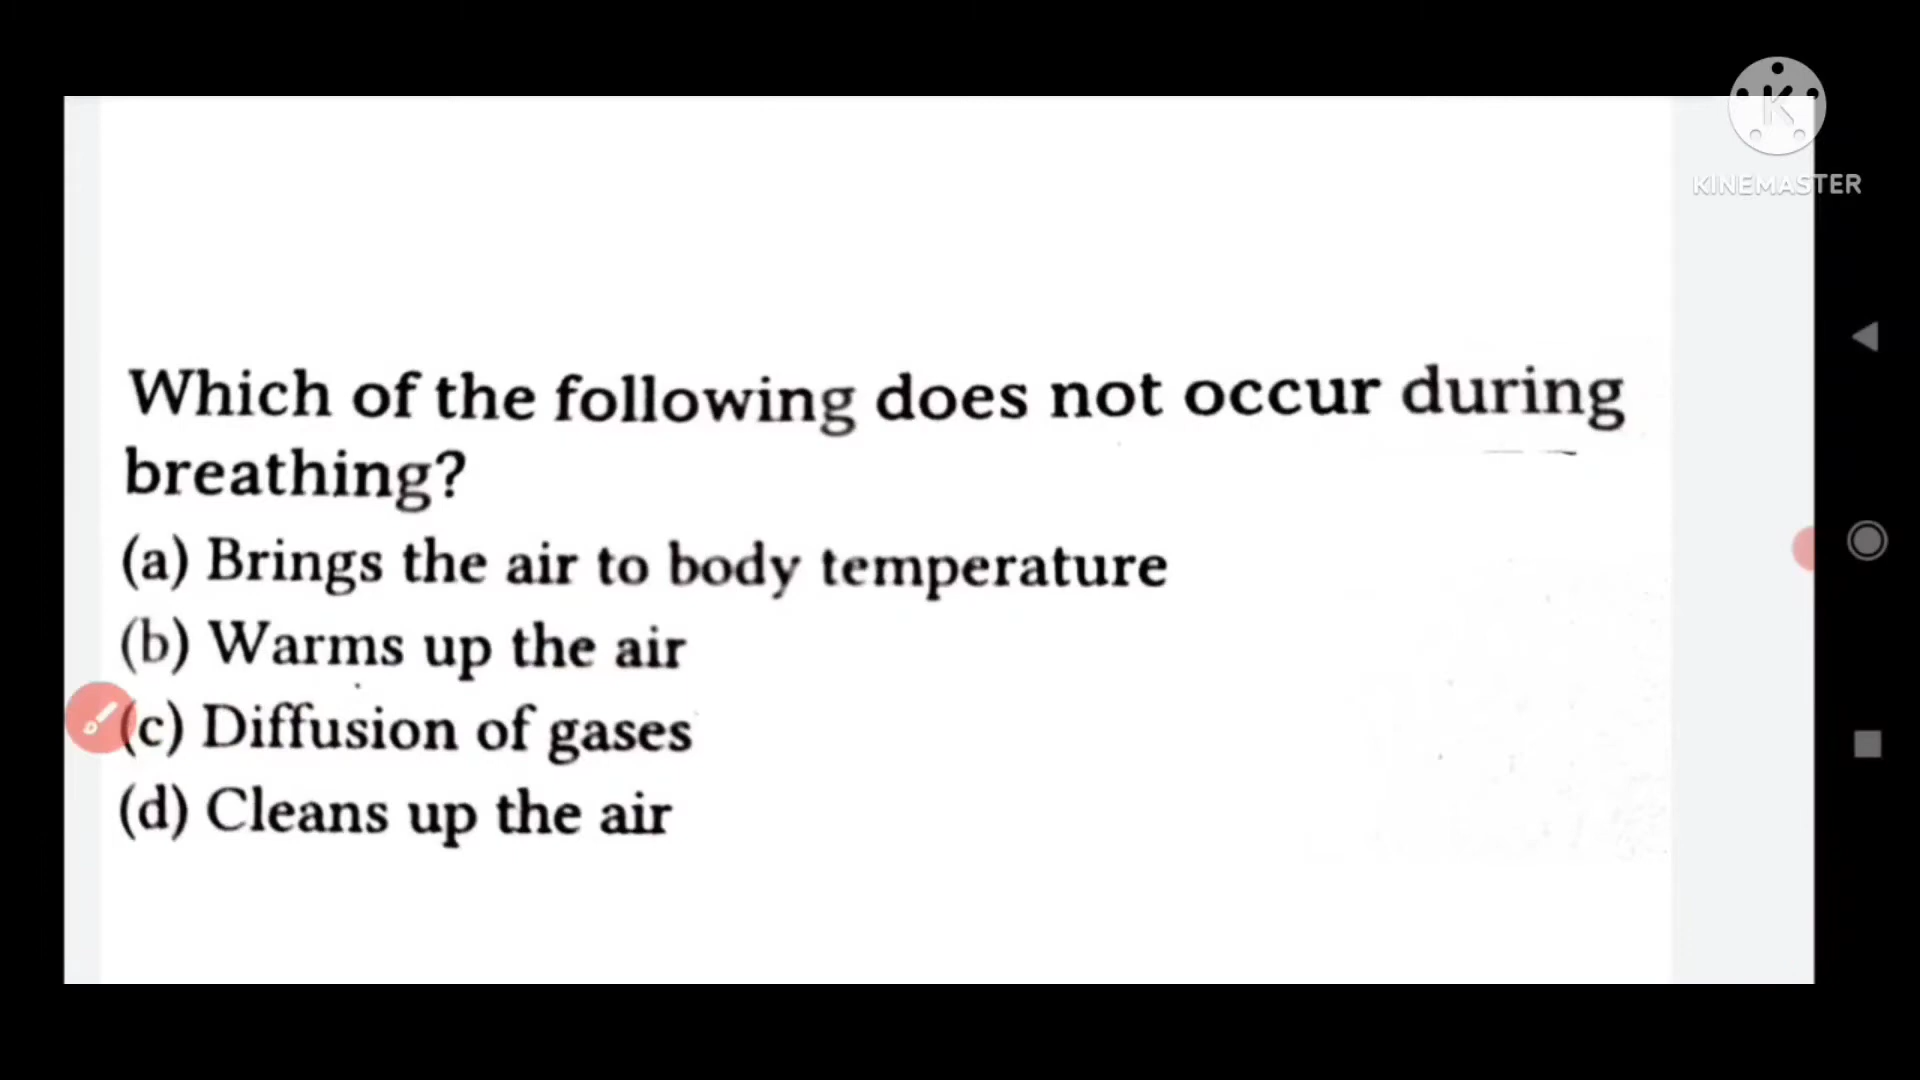 KINEMASTER
Which of the following does not occur during
breathing?
(a) Brings the air to body temperature
(b) Warms up the air
(c) Diffusion of gases
(d) Cleans up the air